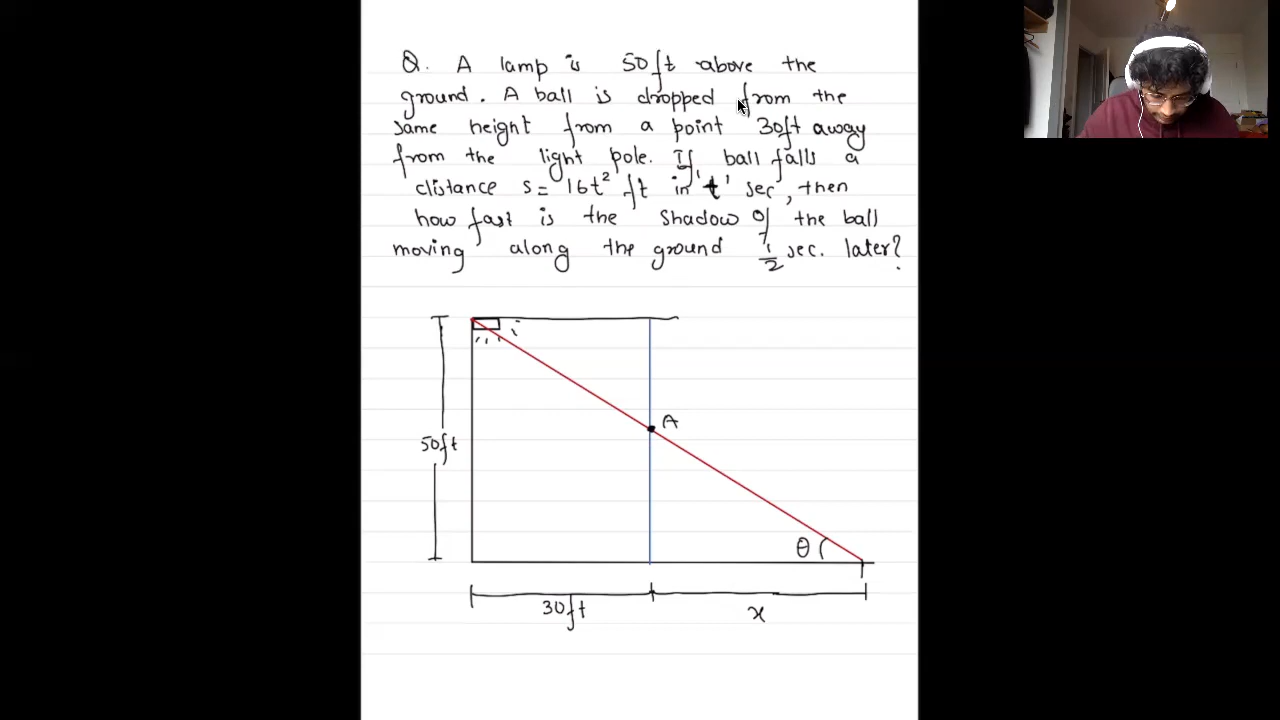 Q. A lamp is 50ft above the
ground. A ball is dropped from the
same height from a point 30ft away
from the light pole. If ball falls a
distance s= 16t² ft in 't' sec, then
how fast is the shadow of the ball
moving along the ground 1/2 sec. later?
A
50ft
θ
30ft
x